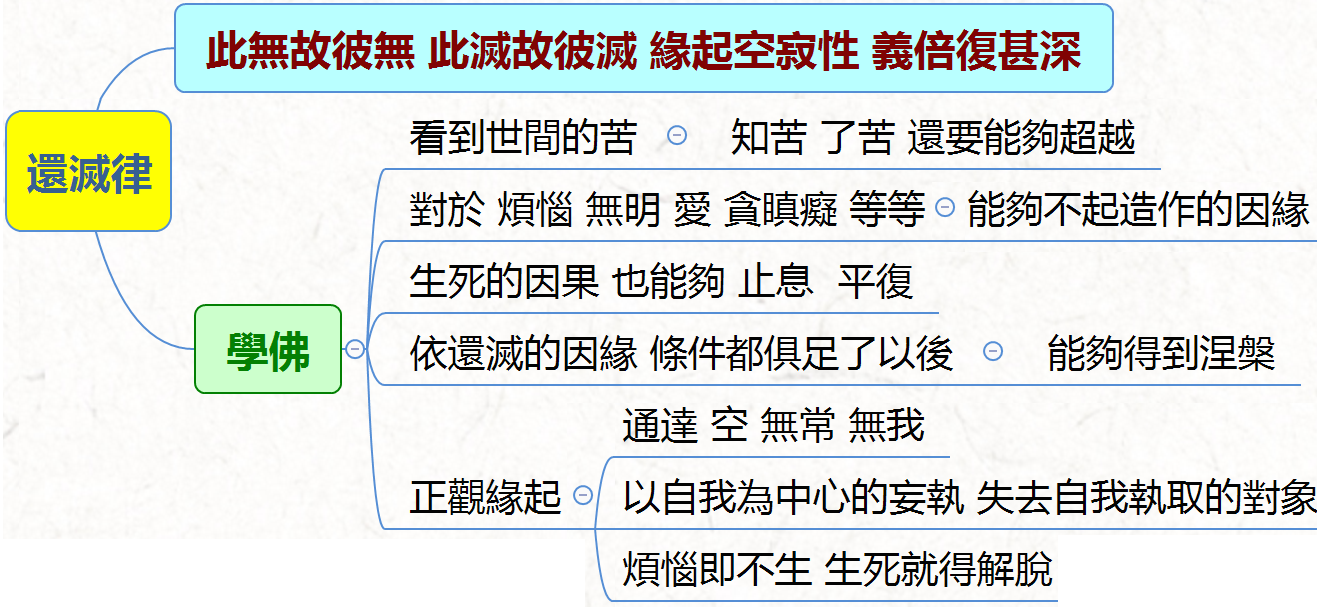 此無故彼無 此滅故彼滅 緣起空寂性 義倍復甚深
還滅律
看到世間的苦 知苦 了苦 還要能夠超越
對於 煩惱 無明 愛 貪瞋癡 等等 能夠不起造作的因緣
生死的因果 也能夠 止息 平復
學佛
依還滅的因緣 條件都俱足了以後 能夠得到涅槃
通達 空 無常 無我
正觀緣起 以自我為中心的妄執 失去自我執取的對象
煩惱即不生 生死就得解脫